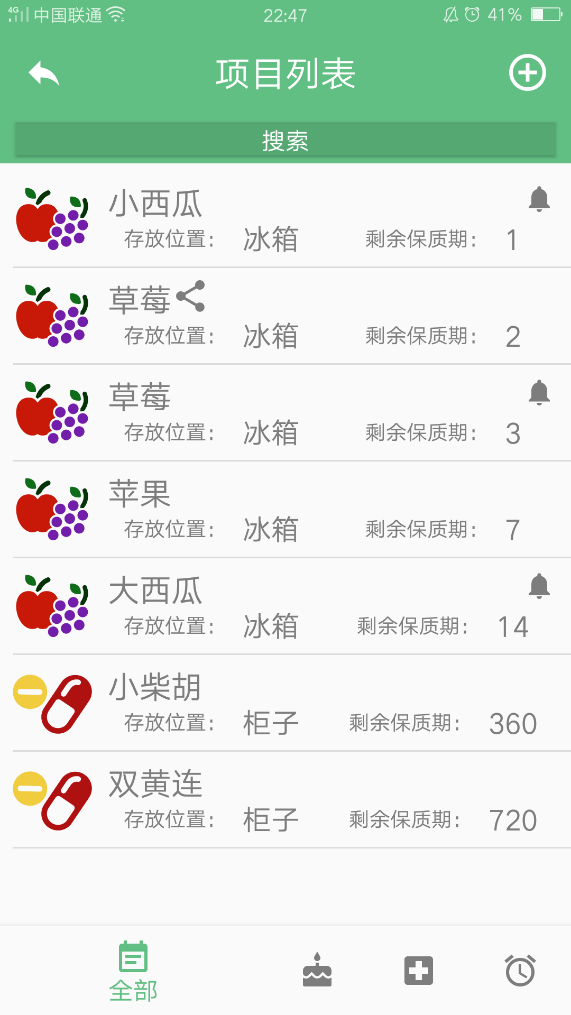 4G 中国联通 22:47 41%
项目列表
搜索
小西瓜
存放位置: 冰箱 剩余保质期: 1
草莓
存放位置: 冰箱 剩余保质期: 2
草莓
存放位置: 冰箱 剩余保质期: 3
苹果
存放位置: 冰箱 剩余保质期: 7
大西瓜
存放位置: 冰箱 剩余保质期: 14
小柴胡
存放位置: 柜子 剩余保质期: 360
双黄连
存放位置: 柜子 剩余保质期: 720
全部